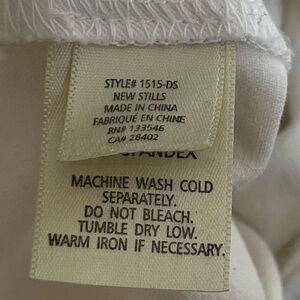 STYLE# 1515-DS
NEW STILLS
MADE IN CHINA
FABRIQUÉ EN CHINE
RN# 133546
CA# 28402
SPANDEX
MACHINE WASH COLD
SEPARATELY.
DO NOT BLEACH.
TUMBLE DRY LOW.
WARM IRON IF NECESSARY.